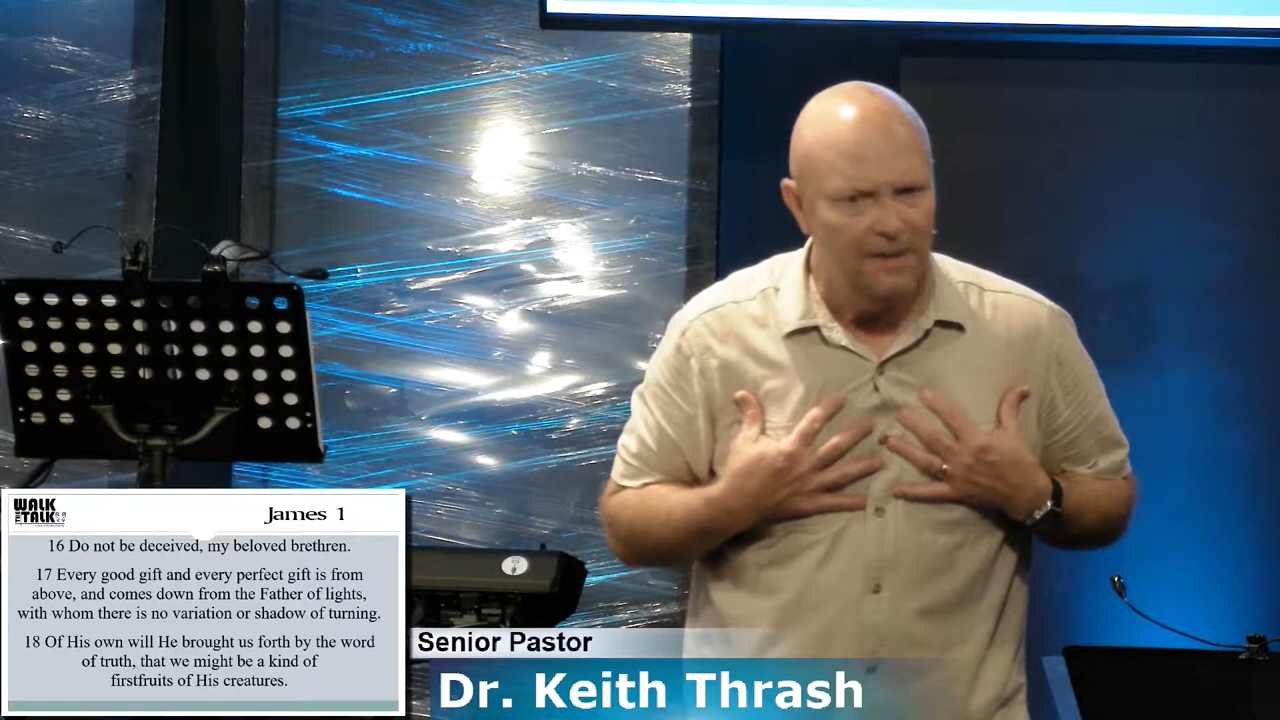 WALK
TALK
James 1
16 Do not be deceived, my beloved brethren.
17 Every good gift and every perfect gift is from
above, and comes down from the Father of lights,
with whom there is no variation or shadow of turning.
18 Of His own will He brought us forth by the word
of truth, that we might be a kind of
firstfruits of His creatures.
Senior Pastor
Dr. Keith Thrash